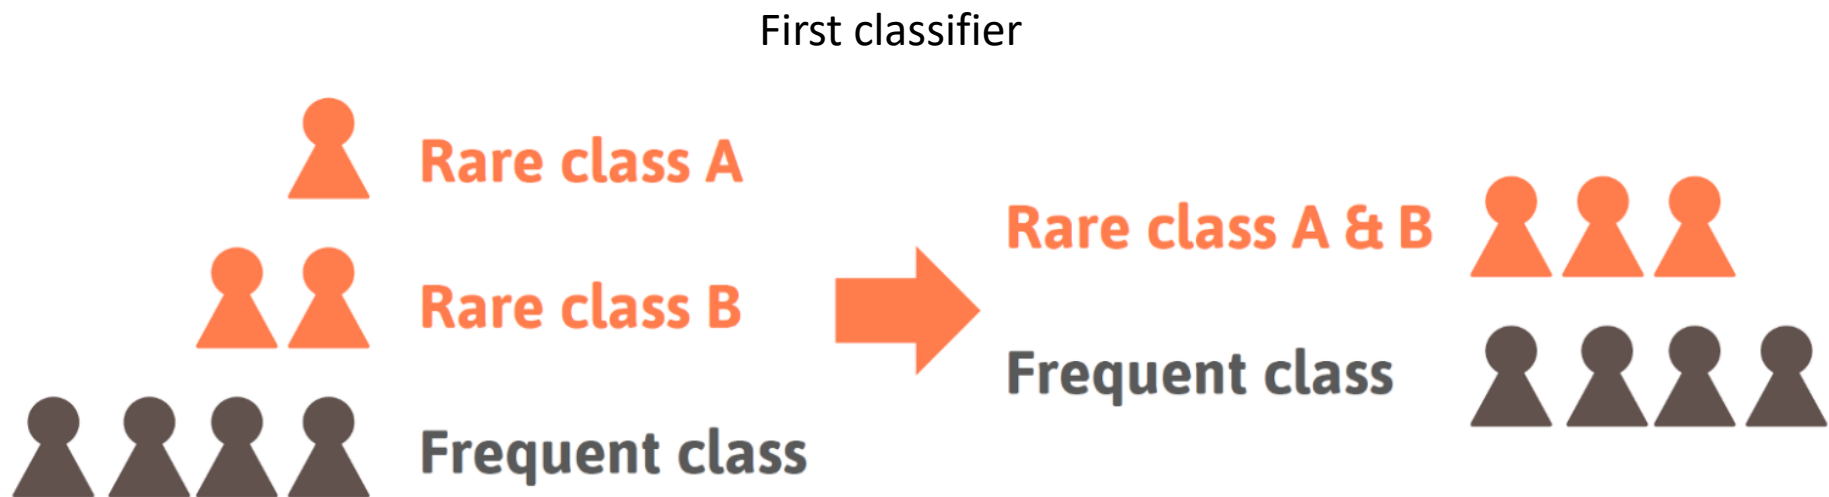 First classifier
Rare class A
Rare class B
Frequent class
Rare class A & B
Frequent class